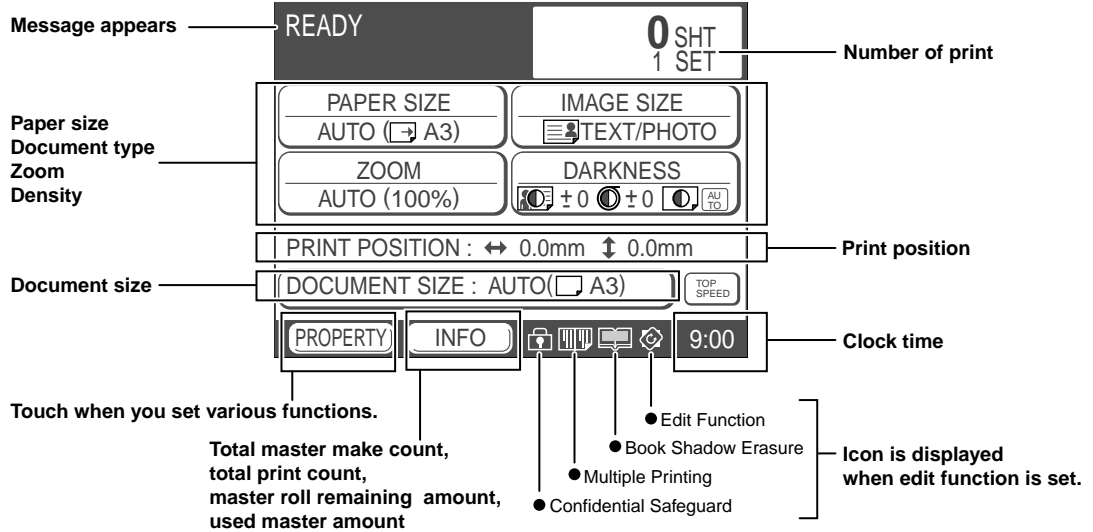 Message appears
READY
0 SHT
1 SET
Number of print
Paper size
Document type
Zoom
Density
PAPER SIZE
AUTO ( A3)
IMAGE SIZE
TEXT/PHOTO
ZOOM
AUTO (100%)
DARKNESS
±0 ±0 AU
TO
PRINT POSITION : ↔ 0.0mm ↕ 0.0mm
Print position
Document size
DOCUMENT SIZE : AUTO( A3)
TOP
SPEED
PROPERTY
INFO
9:00
Clock time
Touch when you set various functions.
Total master make count,
total print count,
master roll remaining amount,
used master amount
●Edit Function
●Book Shadow Erasure
●Multiple Printing
●Confidential Safeguard
Icon is displayed
when edit function is set.